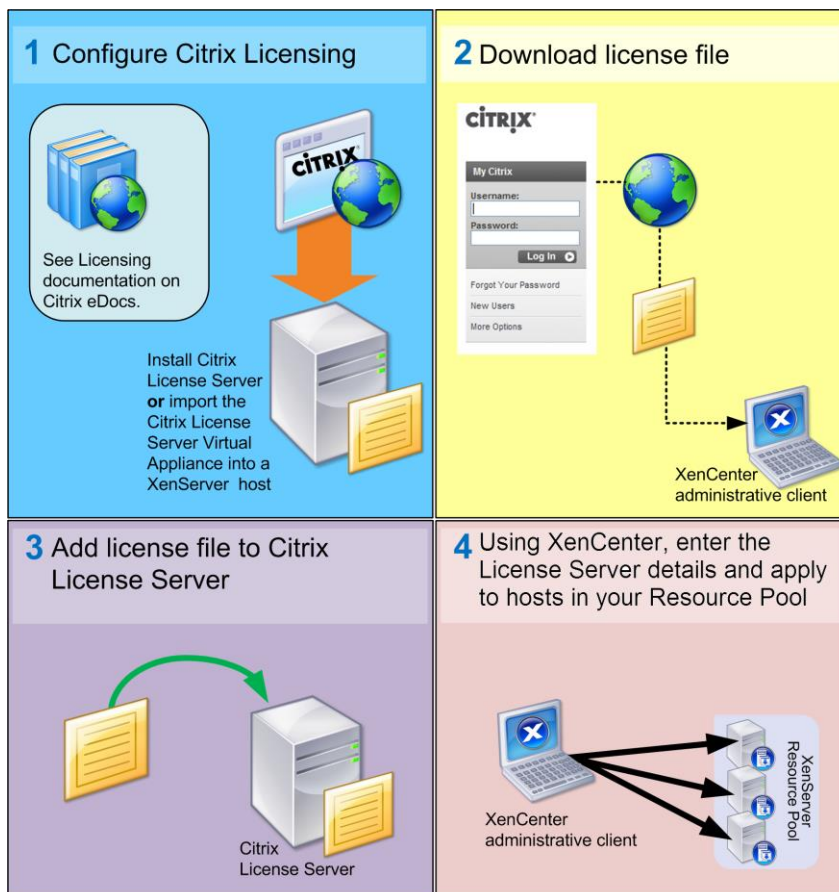 1 Configure Citrix Licensing
CITRIX
See Licensing
documentation on
Citrix eDocs.
Install Citrix
License Server
or import the
Citrix License
Server Virtual
Appliance into a
XenServer host
2 Download license file
CITRIX®
My Citrix
Username:
Password:
Log In
Forgot Your Password
New Users
More Options
X
XenCenter
administrative client
3 Add license file to Citrix
License Server
Citrix
License Server
4 Using XenCenter, enter the
License Server details and apply
to hosts in your Resource Pool
X
XenCenter
administrative client
XenServer
Resource Pool